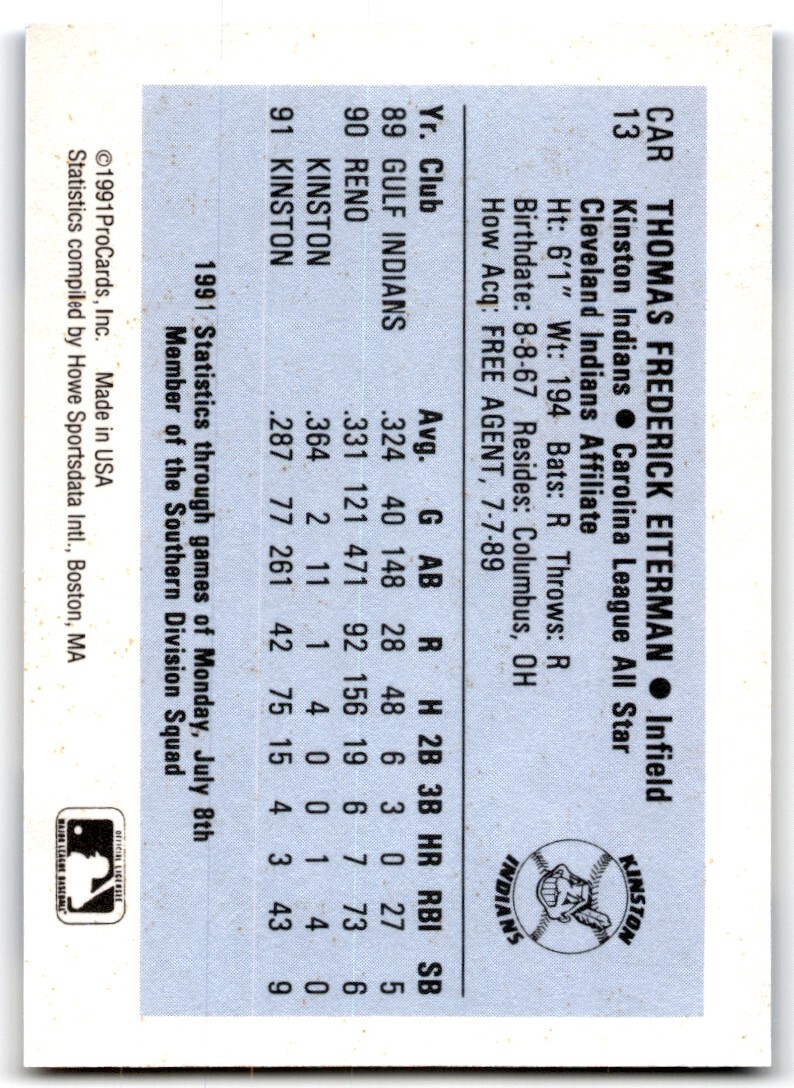 CAR THOMAS FREDERICK EITERMAN ● Infield
13 Kinston Indians ● Carolina League All Star
Cleveland Indians Affiliate
Ht: 6'1" Wt: 194 Bats: R Throws: R
Birthdate: 8-8-67 Resides: Columbus, OH
How Acq: FREE AGENT, 7-7-89
KINSTON
INDIANS
Yr. Club Avg. G AB R H 2B 3B HR RBI SB
89 GULF INDIANS .324 40 148 28 48 6 3 0 27 5
90 RENO .331 121 471 92 156 19 6 7 73 6
KINSTON .364 2 11 1 4 0 0 1 4 0
91 KINSTON .287 77 261 42 75 15 4 3 43 9
1991 Statistics through games of Monday, July 8th
Member of the Southern Division Squad
©1991ProCards, Inc. Made in USA
Statistics compiled by Howe Sportsdata Intl., Boston, MA
OFFICIAL LICENSEE
MAJOR LEAGUE BASEBALL